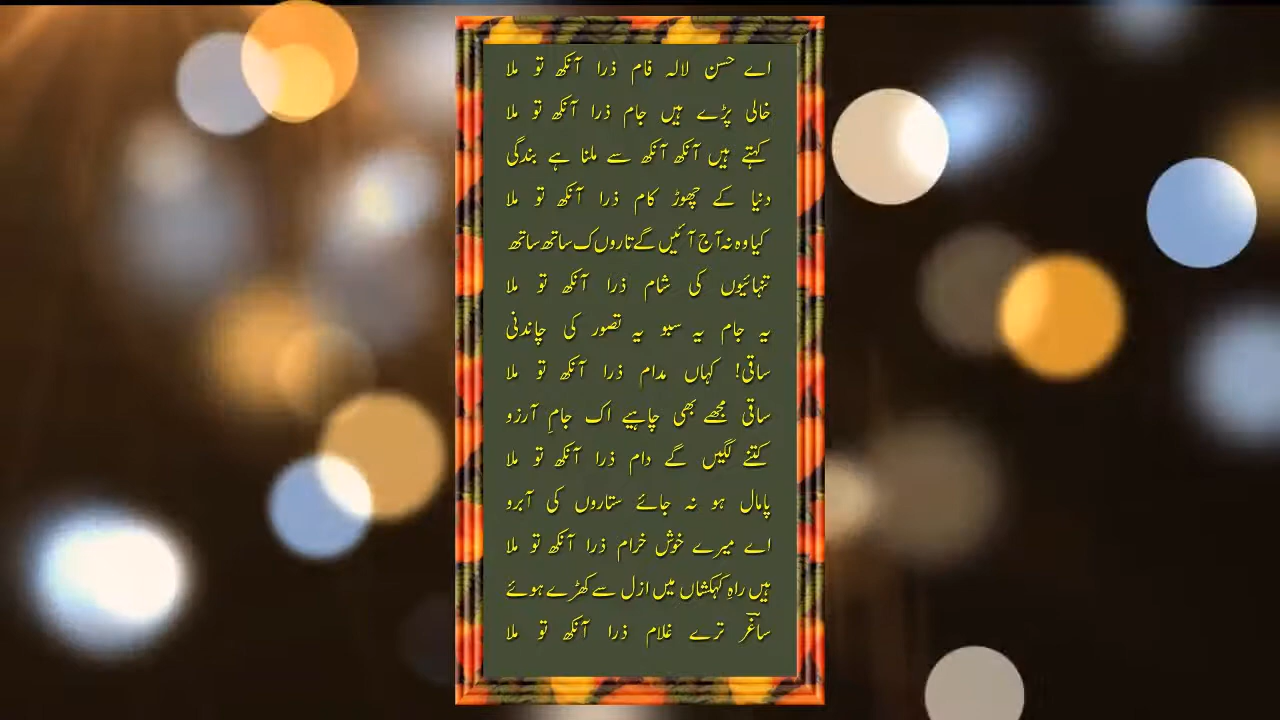 اے حسن لالہ فام ذرا آنکھ تو ملا
خالی پڑے ہیں جام ذرا آنکھ تو ملا
کہتے ہیں آنکھ آنکھ سے ملنا ہے بندگی
دنیا کے چھوڑ کام ذرا آنکھ تو ملا
کیا وہ نہ آج آئیں گے تاروں ک ساتھ ساتھ
تنہائیوں کی شام ذرا آنکھ تو ملا
یہ جام یہ سبو یہ تصور کی چاندنی
ساقی! کہاں مدام ذرا آنکھ تو ملا
ساقی مجھے بھی چاہیے اک جامِ آرزو
کتنے لگیں گے دام ذرا آنکھ تو ملا
پامال ہو نہ جائے ستاروں کی آبرو
اے میرے خوش خرام ذرا آنکھ تو ملا
ہیں راہِ کہکشاں میں ازل سے کھڑے ہوئے
ساغرؔ ترے غلام ذرا آنکھ تو ملا